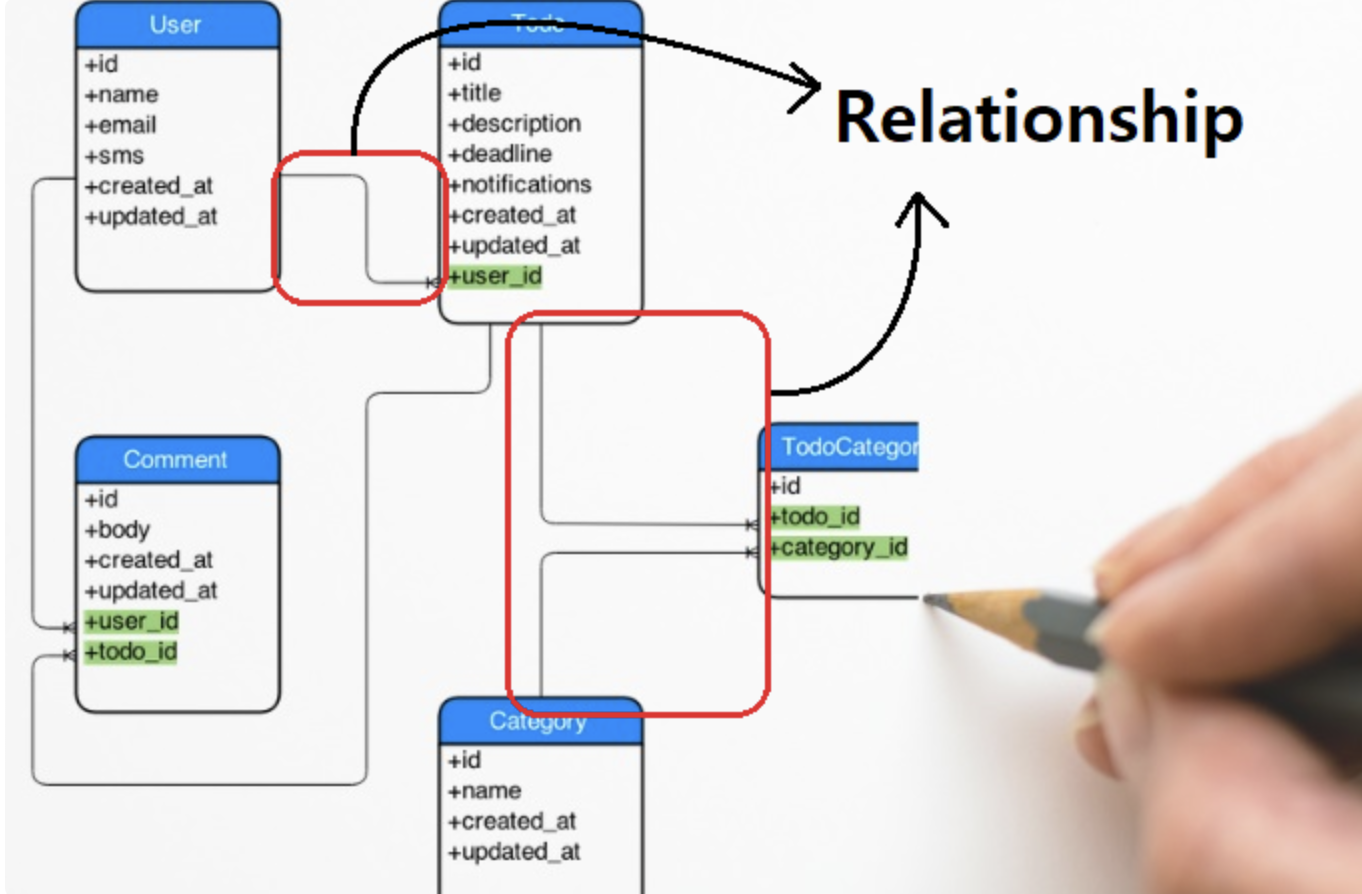 User
+id
+name
+email
+sms
+created_at
+updated_at
Todo
+id
+title
+description
+deadline
+notifications
+created_at
+updated_at
+user_id
Relationship
Comment
+id
+body
+created_at
+updated_at
+user_id
+todo_id
TodoCategor
+id
+todo_id
+category_id
Category
+id
+name
+created_at
+updated_at